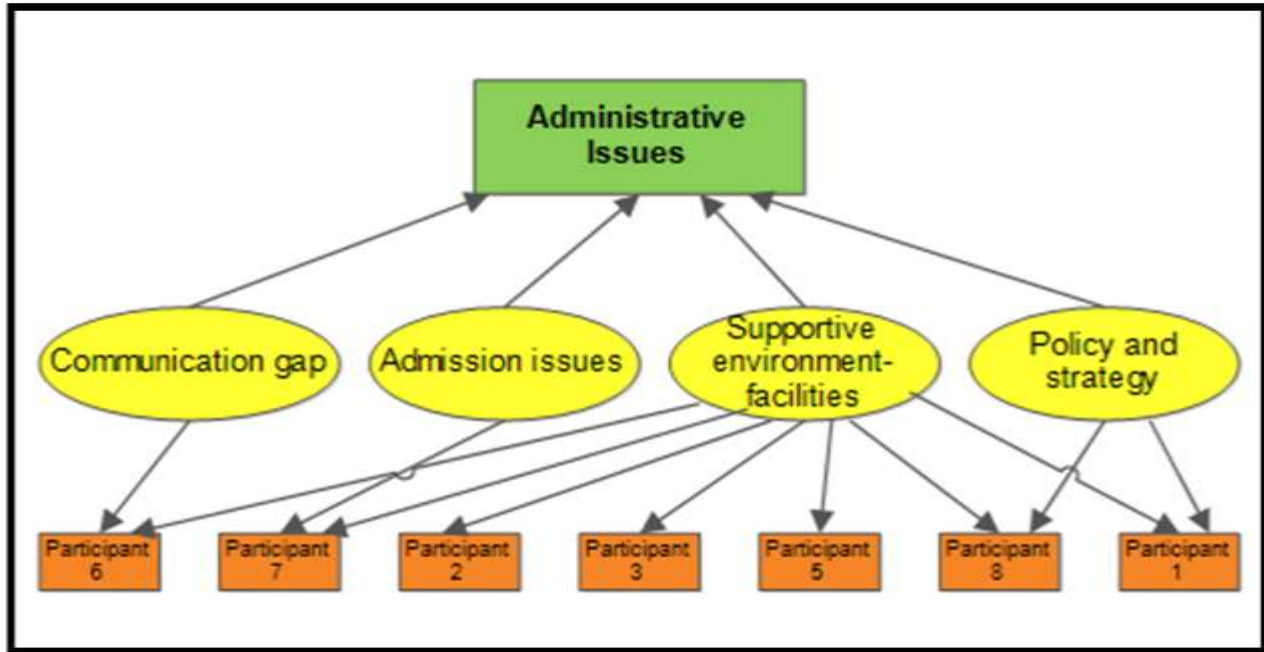 Administrative
Issues
Communication gap
Admission issues
Supportive
environment-
facilities
Policy and
strategy
Participant
6
Participant
7
Participant
2
Participant
3
Participant
5
Participant
8
Participant
1